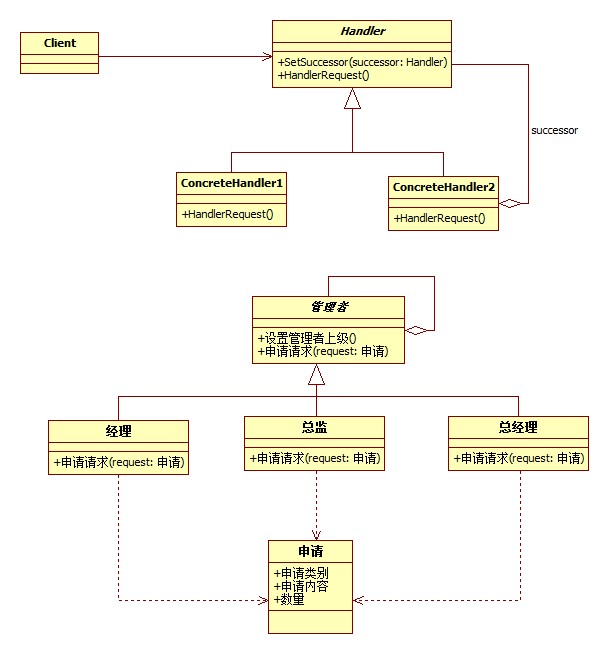 Client
Handler
+SetSuccessor(successor: Handler)
+HandlerRequest()
successor
ConcreteHandler1
+HandlerRequest()
ConcreteHandler2
+HandlerRequest()
管理者
+设置管理者上级()
+申请请求(request: 申请)
经理
+申请请求(request: 申请)
总监
+申请请求(request: 申请)
总经理
+申请请求(request: 申请)
申请
+申请类别
+申请内容
+数量